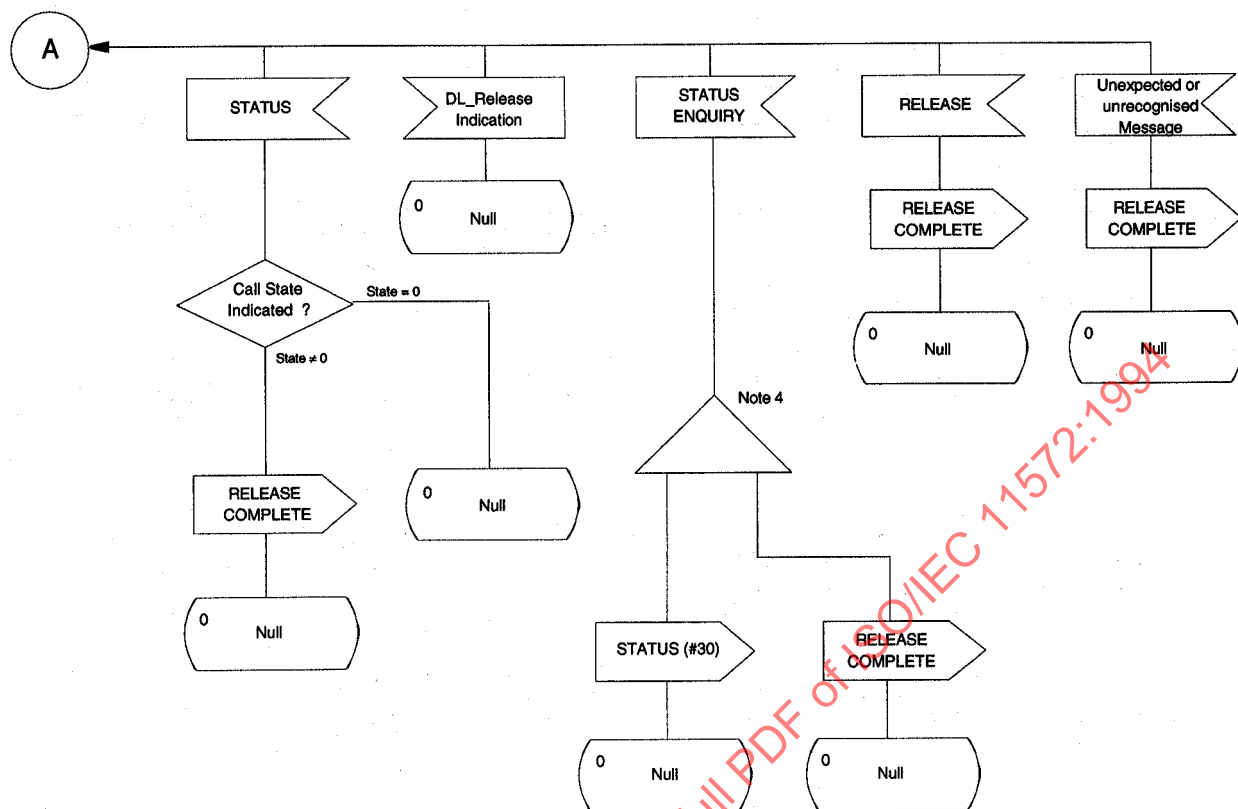 A
STATUS
DL_Release
Indication
STATUS
ENQUIRY
RELEASE
Unexpected or
unrecognised
Message
0
Null
RELEASE
COMPLETE
RELEASE
COMPLETE
Call State
Indicated ?
State = 0
State ≠ 0
0
Null
0
Null
Note 4
RELEASE
COMPLETE
0
Null
0
Null
STATUS (#30)
RELEASE
COMPLETE
0
Null
0
Null
full PDF of ISO/IEC 11572:1994